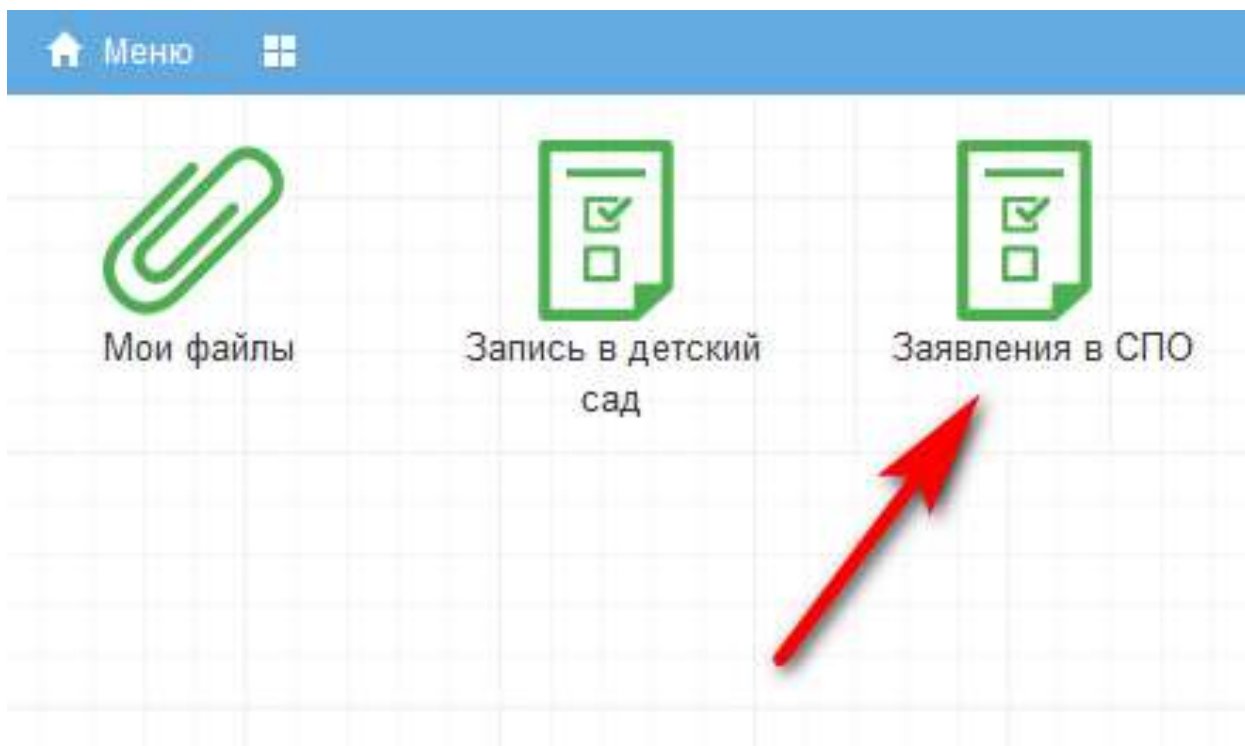 Меню
Мои файлы
Запись в детский
сад
Заявления в СПО